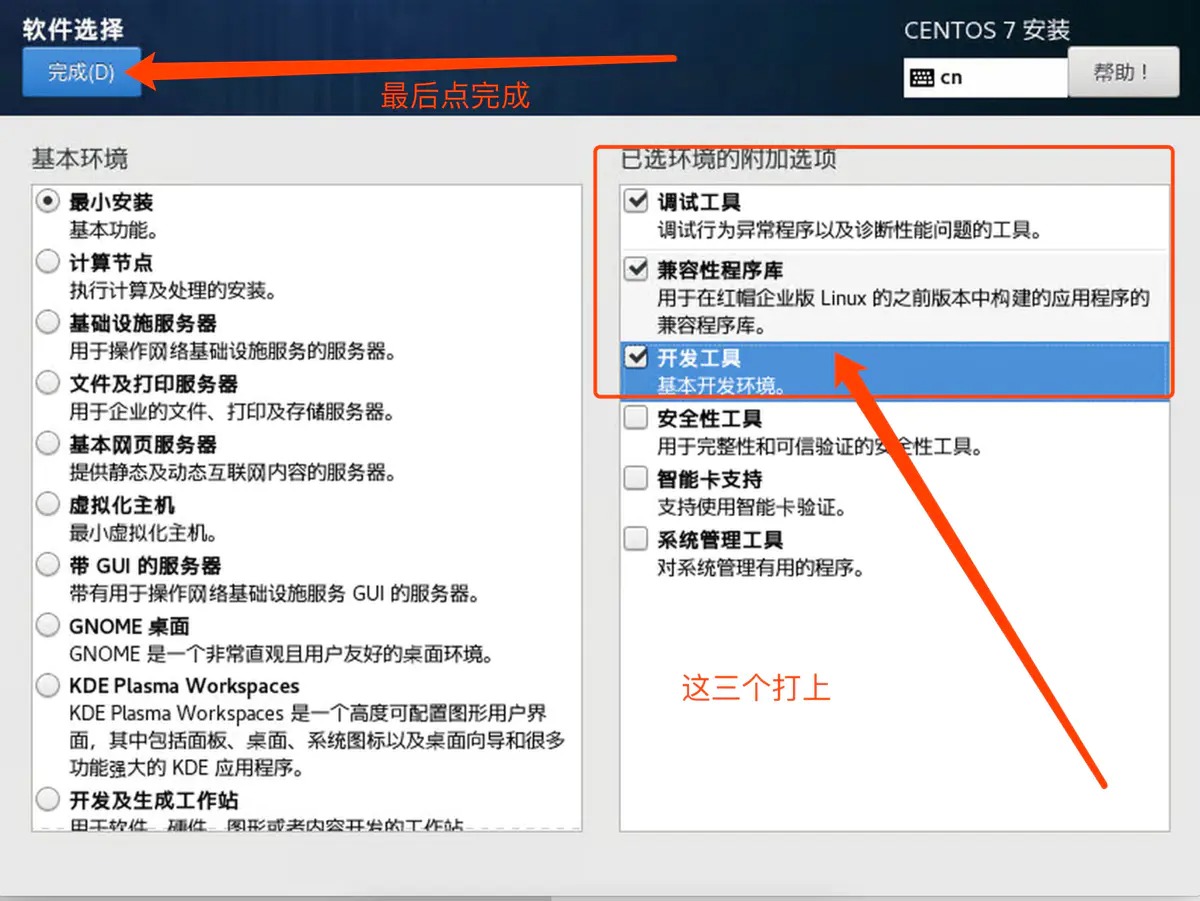 软件选择
完成(D)
最后点完成
CENTOS 7 安装
cn
帮助！
基本环境
最小安装
基本功能。
计算节点
执行计算及处理的安装。
基础设施服务器
用于操作网络基础设施服务的服务器。
文件及打印服务器
用于企业的文件、打印及存储服务器。
基本网页服务器
提供静态及动态互联网内容的服务器。
虚拟化主机
最小虚拟化主机。
带 GUI 的服务器
带有用于操作网络基础设施服务 GUI 的服务器。
GNOME 桌面
GNOME 是一个非常直观且用户友好的桌面环境。
KDE Plasma Workspaces
KDE Plasma Workspaces 是一个高度可配置图形用户界
面，其中包括面板、桌面、系统图标以及桌面向导和很多
功能强大的 KDE 应用程序。
开发及生成工作站
用于软件、硬件、图形或者内容开发的工作站
已选环境的附加选项
调试工具
调试行为异常程序以及诊断性能问题的工具。
兼容性程序库
用于在红帽企业版 Linux 的之前版本中构建的应用程序的
兼容程序库。
开发工具
基本开发环境。
安全性工具
用于完整性和可信验证的安全性工具。
智能卡支持
支持使用智能卡验证。
系统管理工具
对系统管理有用的程序。
这三个打上